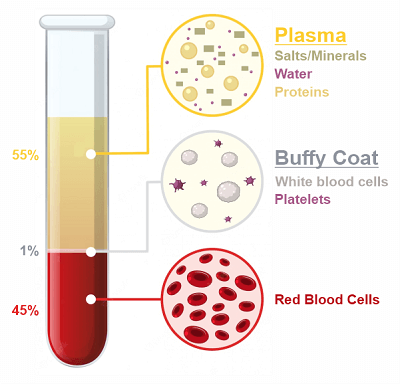 Plasma
Salts/Minerals
Water
Proteins
55%
Buffy Coat
White blood cells
Platelets
1%
Red Blood Cells
45%